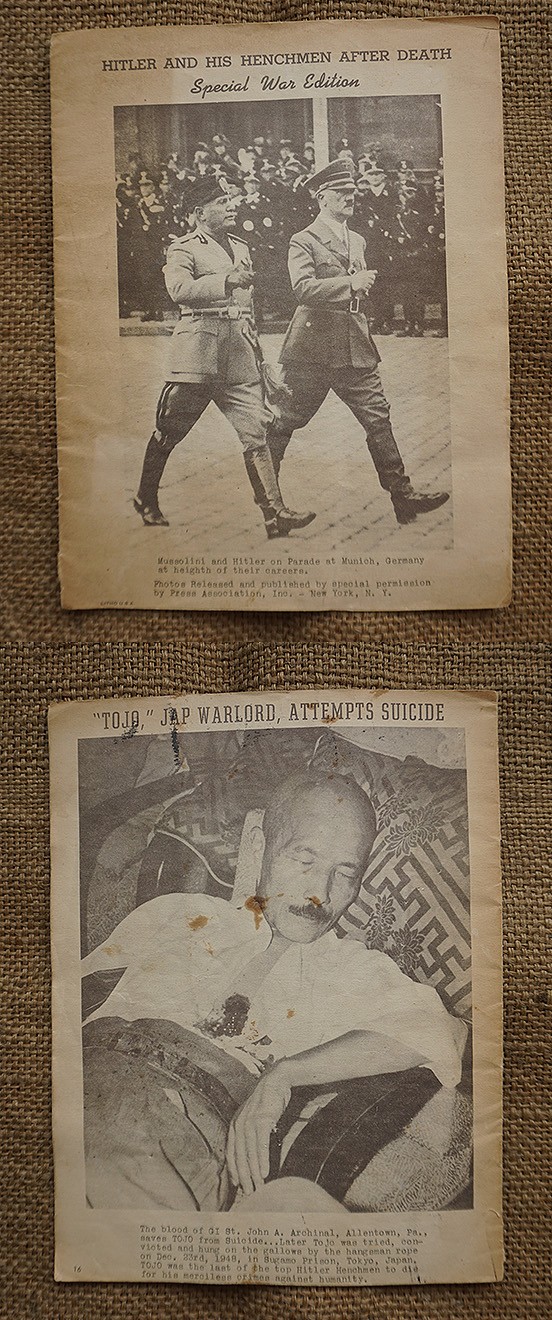 HITLER AND HIS HENCHMEN AFTER DEATH
Special War Edition
Mussolini and Hitler on Parade at Munich, Germany
at heighth of their careers.
Photos Released and published by special permission
by Press Association, Inc. - New York, N. Y.
"TOJO," JAP WARLORD, ATTEMPTS SUICIDE
The blood of GI St. John A. Archinal, Allentown, Pa.,
saves TOJO from Suicide...Later Tojo was tried, con-
victed and hung on the gallows by the hangsman rope
on Dec. 23rd, 1948, in Sugamo Prison, Tokyo, Japan.
TOJO was the last of the top Hitler Henchmen to die
for his merciless crimes against humanity.
16